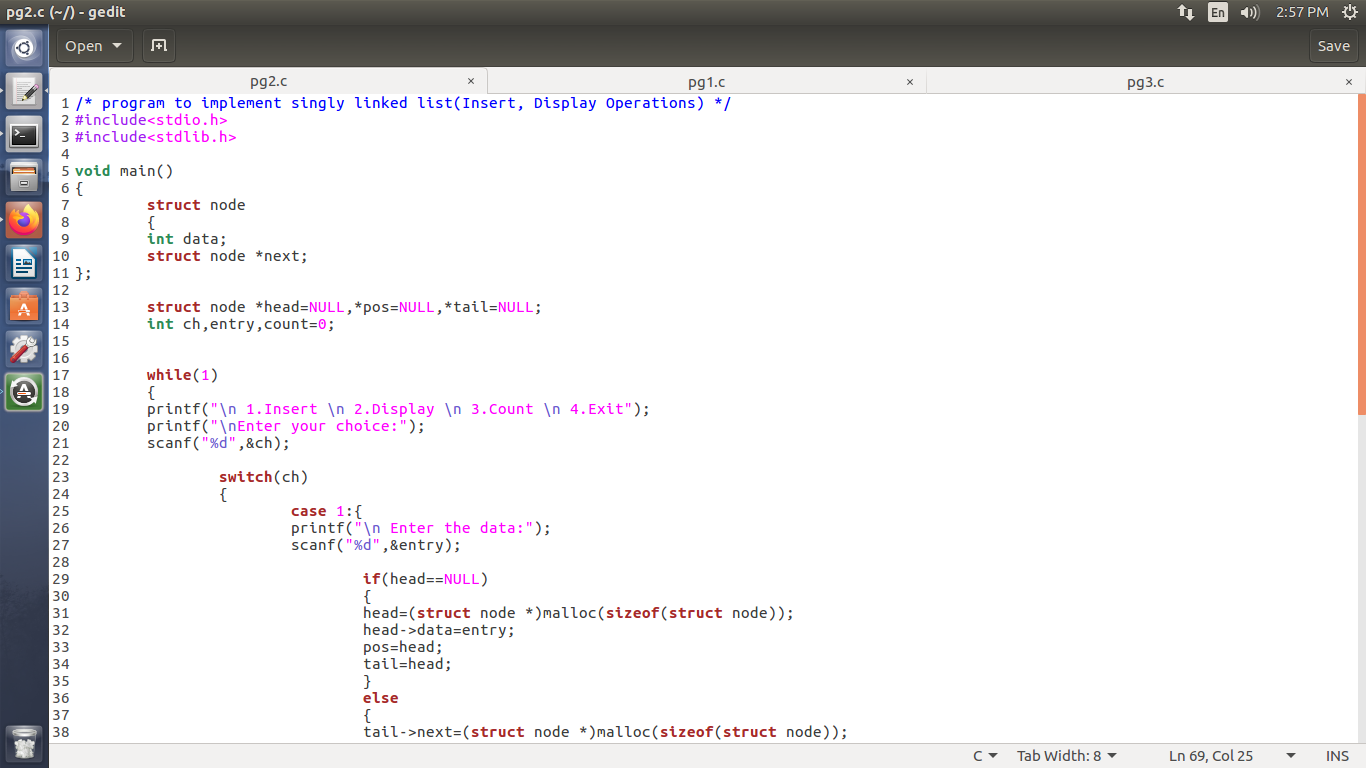 pg2.c (~/) - gedit
En
2:57 PM
Open
Save
pg2.c × pg1.c × pg3.c ×
1 /* program to implement singly linked list(Insert, Display Operations) */
2 #include<stdio.h>
3 #include<stdlib.h>
4
5 void main()
6 {
7 struct node
8 {
9 int data;
10 struct node *next;
11 };
12
13 struct node *head=NULL,*pos=NULL,*tail=NULL;
14 int ch,entry,count=0;
15
16
17 while(1)
18 {
19 printf("\n 1.Insert \n 2.Display \n 3.Count \n 4.Exit");
20 printf("\nEnter your choice:");
21 scanf("%d",&ch);
22
23 switch(ch)
24 {
25 case 1:{
26 printf("\n Enter the data:");
27 scanf("%d",&entry);
28
29 if(head==NULL)
30 {
31 head=(struct node *)malloc(sizeof(struct node));
32 head->data=entry;
33 pos=head;
34 tail=head;
35 }
36 else
37 {
38 tail->next=(struct node *)malloc(sizeof(struct node));
C Tab Width: 8 Ln 69, Col 25 INS